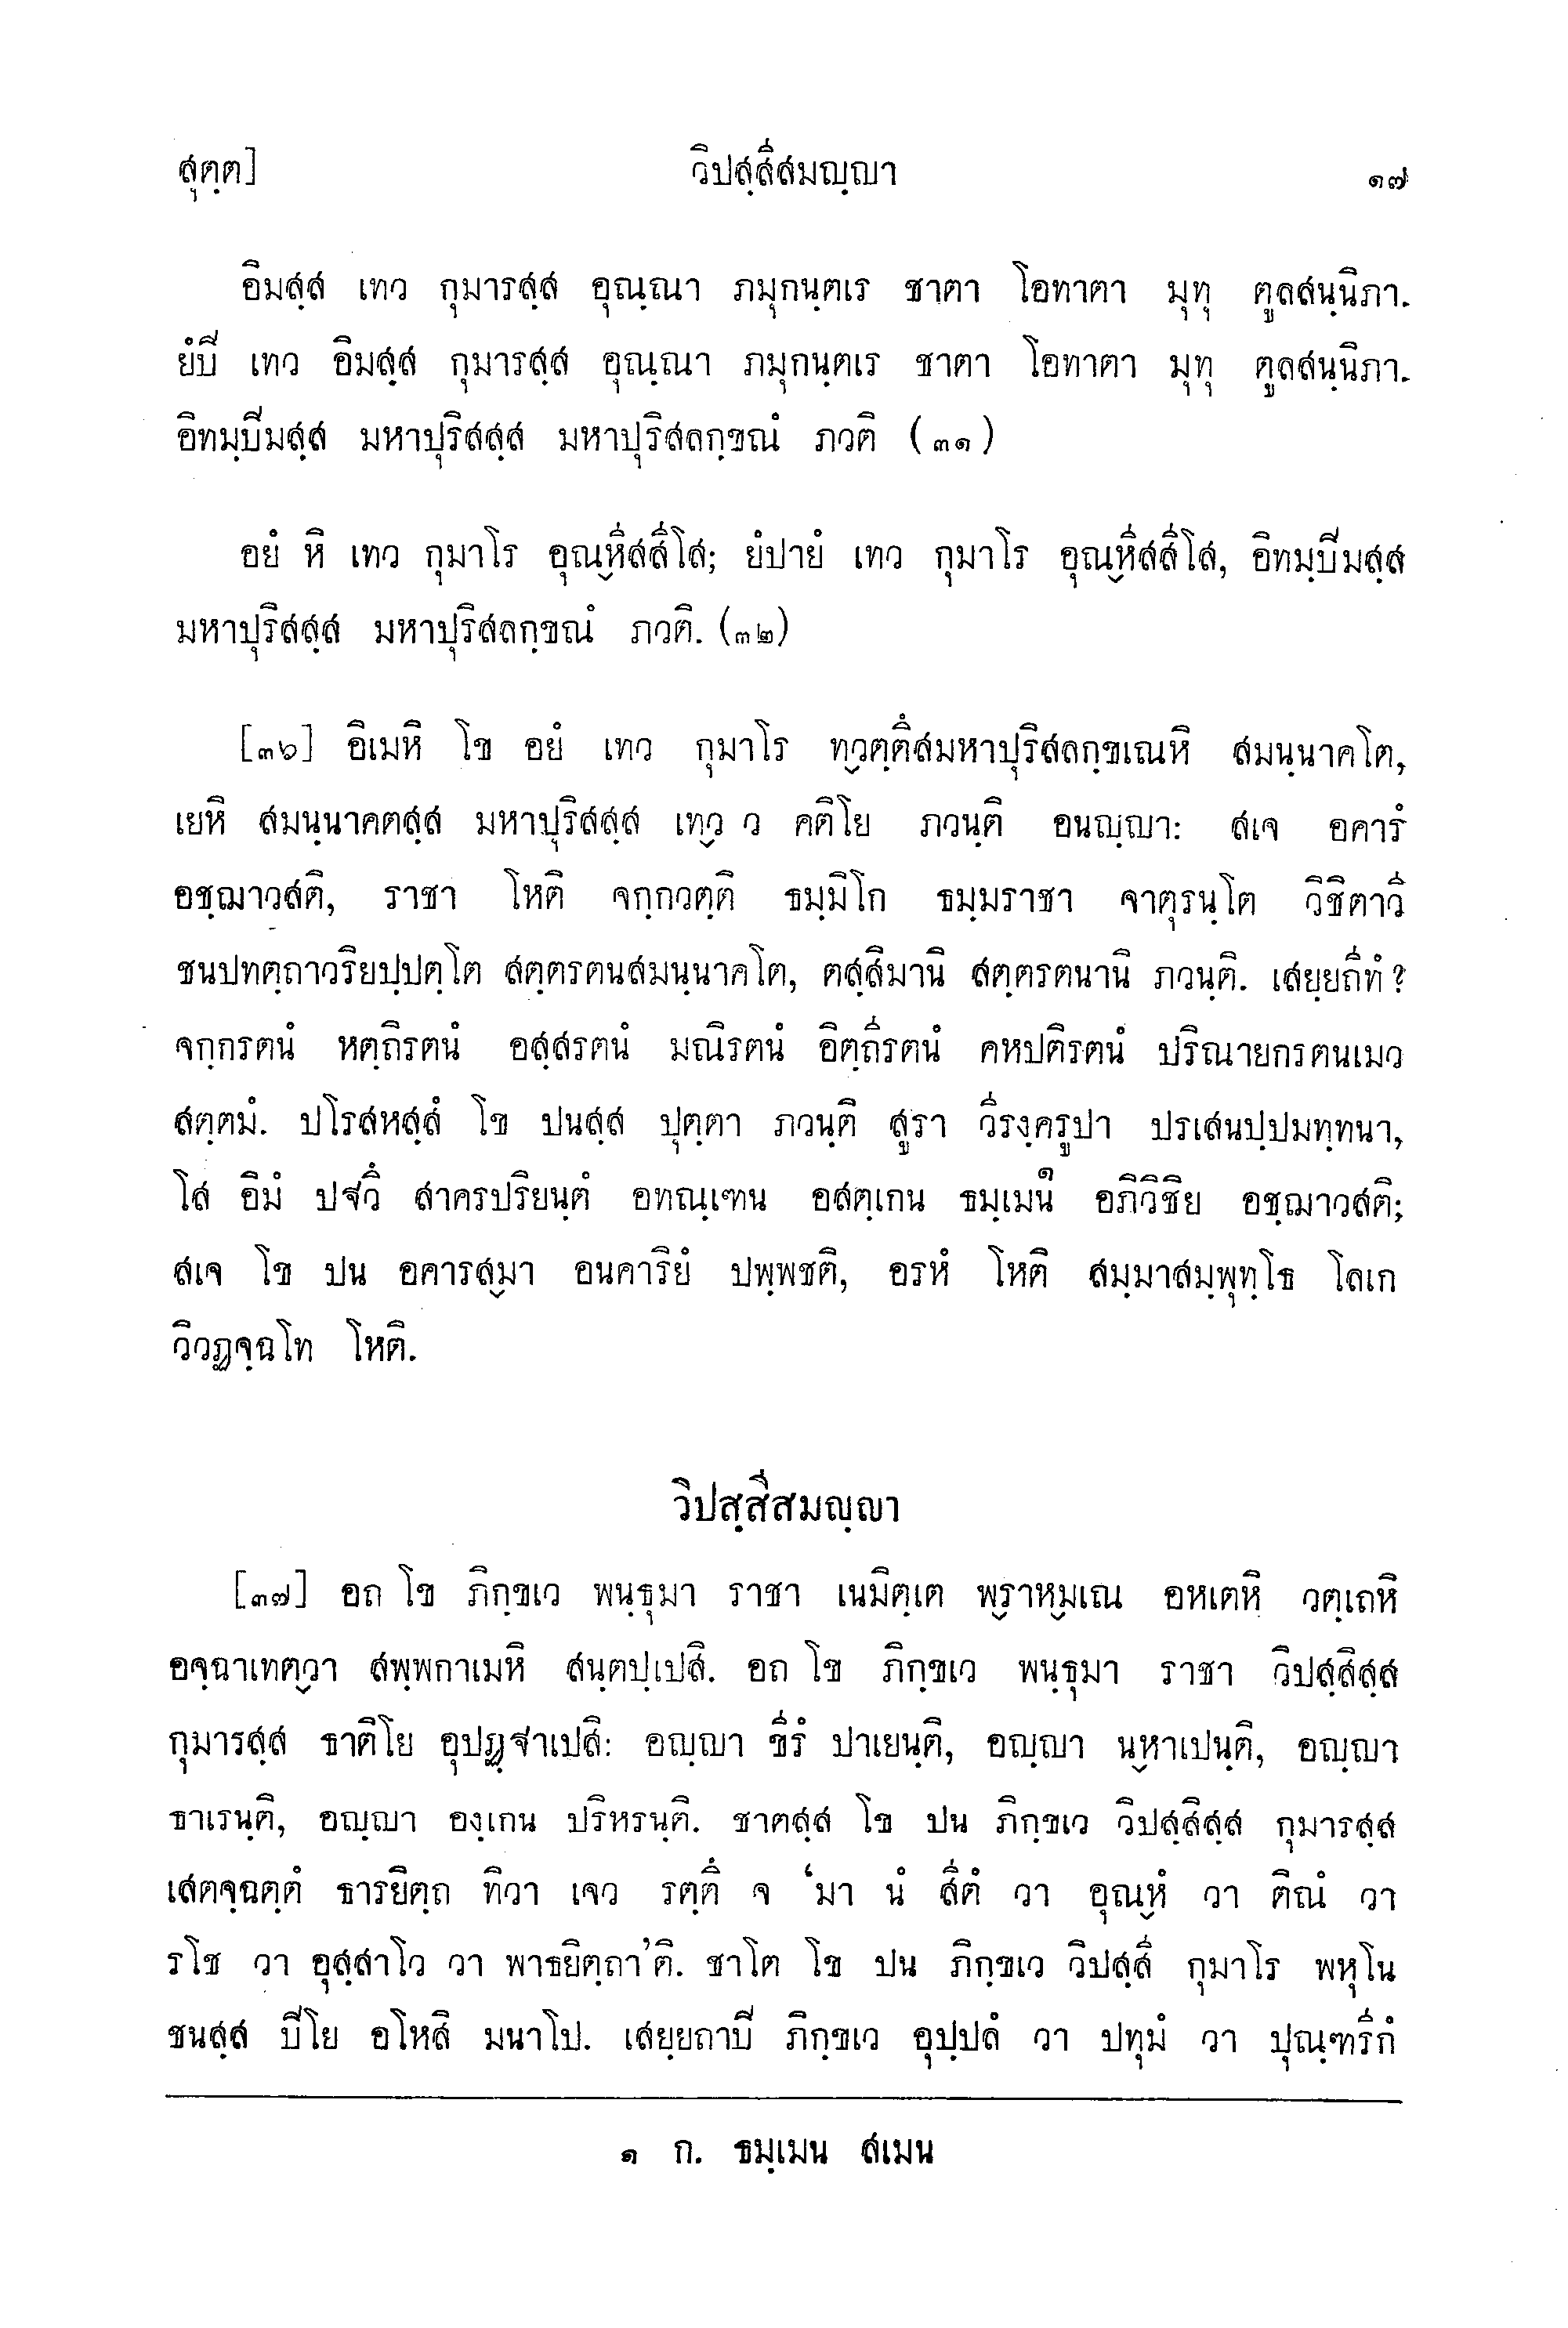 สุตฺต] วิปสฺสีสมญฺญา ๑๗
อิมสฺส เทว กุมารสฺส อุณฺณา ภมุกนฺตเร ชาตา โอทาตา มุทุ ตูลสนฺนิภา.
ยํปิ เทว อิมสฺส กุมารสฺส อุณฺณา ภมุกนฺตเร ชาตา โอทาตา มุทุ ตูลสนฺนิภา.
อิทมฺปิมสฺส มหาปุริสสฺส มหาปุริสลกฺขณํ ภวติ (๓๑)
อยํ หิ เทว กุมาโร อุณฺหีสสีโส; ยํปายํ เทว กุมาโร อุณฺหีสสีโส, อิทมฺปิมสฺส
มหาปุริสสฺส มหาปุริสลกฺขณํ ภวติ. (๓๒)
[๓๖] อิเมหิ โข อยํ เทว กุมาโร ทฺวตฺตึสมหาปุริสลกฺขเณหิ สมนฺนาคโต,
เยหิ สมนฺนาคตสฺส มหาปุริสสฺส เทฺว ว คติโย ภวนฺติ อนญฺญา: สเจ อคารํ
อชฺฌาวสติ, ราชา โหติ จกฺกวตฺติ ธมฺมิโก ธมฺมราชา จาตุรนฺโต วิชิตาวี
ชนปทตฺถาวริยปฺปตฺโต สตฺตรตนสมนฺนาคโต, ตสฺสิมานิ สตฺตรตนานิ ภวนฺติ. เสยฺยถีทํ?
จกฺกรตนํ หตฺถิรตนํ อสฺสรตนํ มณิรตนํ อิตฺถีรตนํ คหปติรตนํ ปริณายกรตนเมว
สตฺตมํ. ปโรสหสฺสํ โข ปนสฺส ปุตฺตา ภวนฺติ สูรา วีรงฺครูปา ปรเสนปฺปมทฺทนา,
โส อิมํ ปฐวึ สาครปริยนฺตํ อทณฺเฑน อสตฺเถน ธมฺเมน๑ อภิวิชิย อชฺฌาวสติ;
สเจ โข ปน อคารสฺมา อนคาริยํ ปพฺพชติ, อรหํ โหติ สมฺมาสมฺพุทฺโธ โลเก
วิวฏจฺฉโท โหติ.
วิปสฺสีสมญฺญา
[๓๗] อถ โข ภิกฺขเว พนฺธุมา ราชา เนมิตฺเต พฺราหฺมเณ อหเตหิ วตฺเถหิ
อจฺฉาเทตฺวา สพฺพกาเมหิ สนฺตปฺเปสิ. อถ โข ภิกฺขเว พนฺธุมา ราชา วิปสฺสิสฺส
กุมารสฺส ธาติโย อุปฏฺฐาเปสิ: อญฺญา ขีรํ ปาเยนฺติ, อญฺญา นฺหาเปนฺติ, อญฺญา
ธาเรนฺติ, อญฺญา องฺเกน ปริหรนฺติ. ชาตสฺส โข ปน ภิกฺขเว วิปสฺสิสฺส กุมารสฺส
เสตจฺฉตฺตํ ธารยิตฺถ ทิวา เจว รตฺตึ จ ‘มา นํ สีตํ วา อุณฺหํ วา ติณํ วา
รโช วา อุสฺสาโว วา พาธยิตฺถา’ติ. ชาโต โข ปน ภิกฺขเว วิปสฺสี กุมาโร พหุโน
ชนสฺส ปิโย อโหสิ มนาโป. เสยฺยถาปิ ภิกฺขเว อุปฺปลํ วา ปทุมํ วา ปุณฺฑรีกํ
๑ ก. ธมฺเมน สเมน